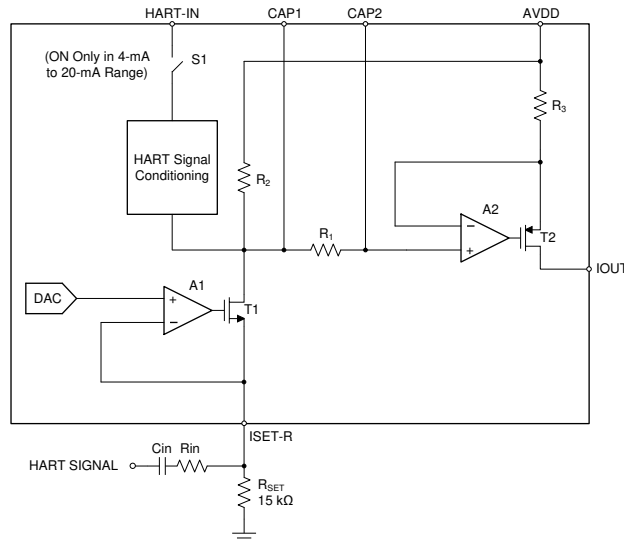 HART-IN
CAP1
CAP2
AVDD
(ON Only in 4-mA
to 20-mA Range)
S1
R3
HART Signal
Conditioning
R2
R1
A2
T2
IOUT
A1
DAC
T1
+
−
−
+
ISET-R
Cin
Rin
HART SIGNAL
RSET
15 kΩ